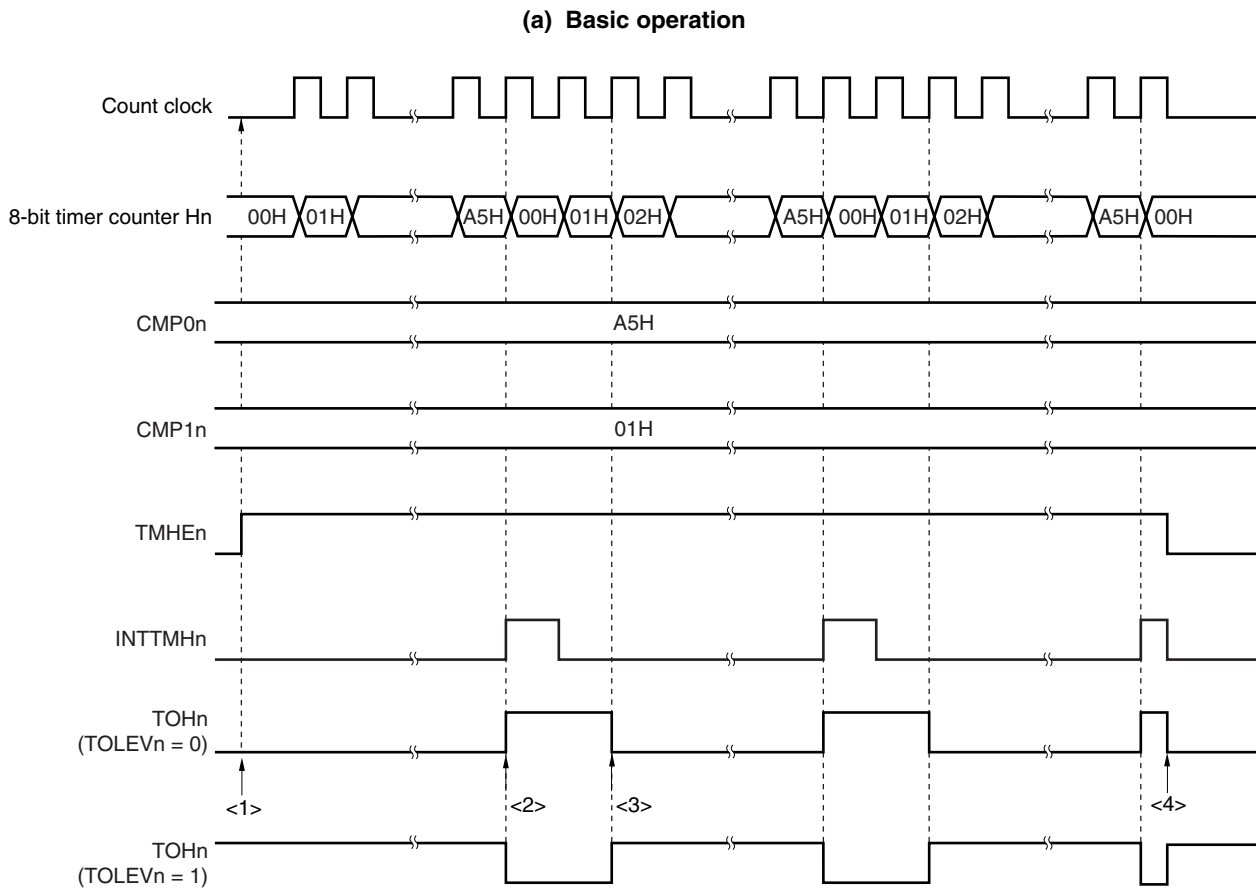 (a) Basic operation
Count clock
8-bit timer counter Hn
00H 01H A5H 00H 01H 02H A5H 00H 01H 02H A5H 00H
CMP0n
A5H
CMP1n
01H
TMHEn
INTTMHn
TOHn
(TOLEVn = 0)
<1> <2> <3> <4>
TOHn
(TOLEVn = 1)